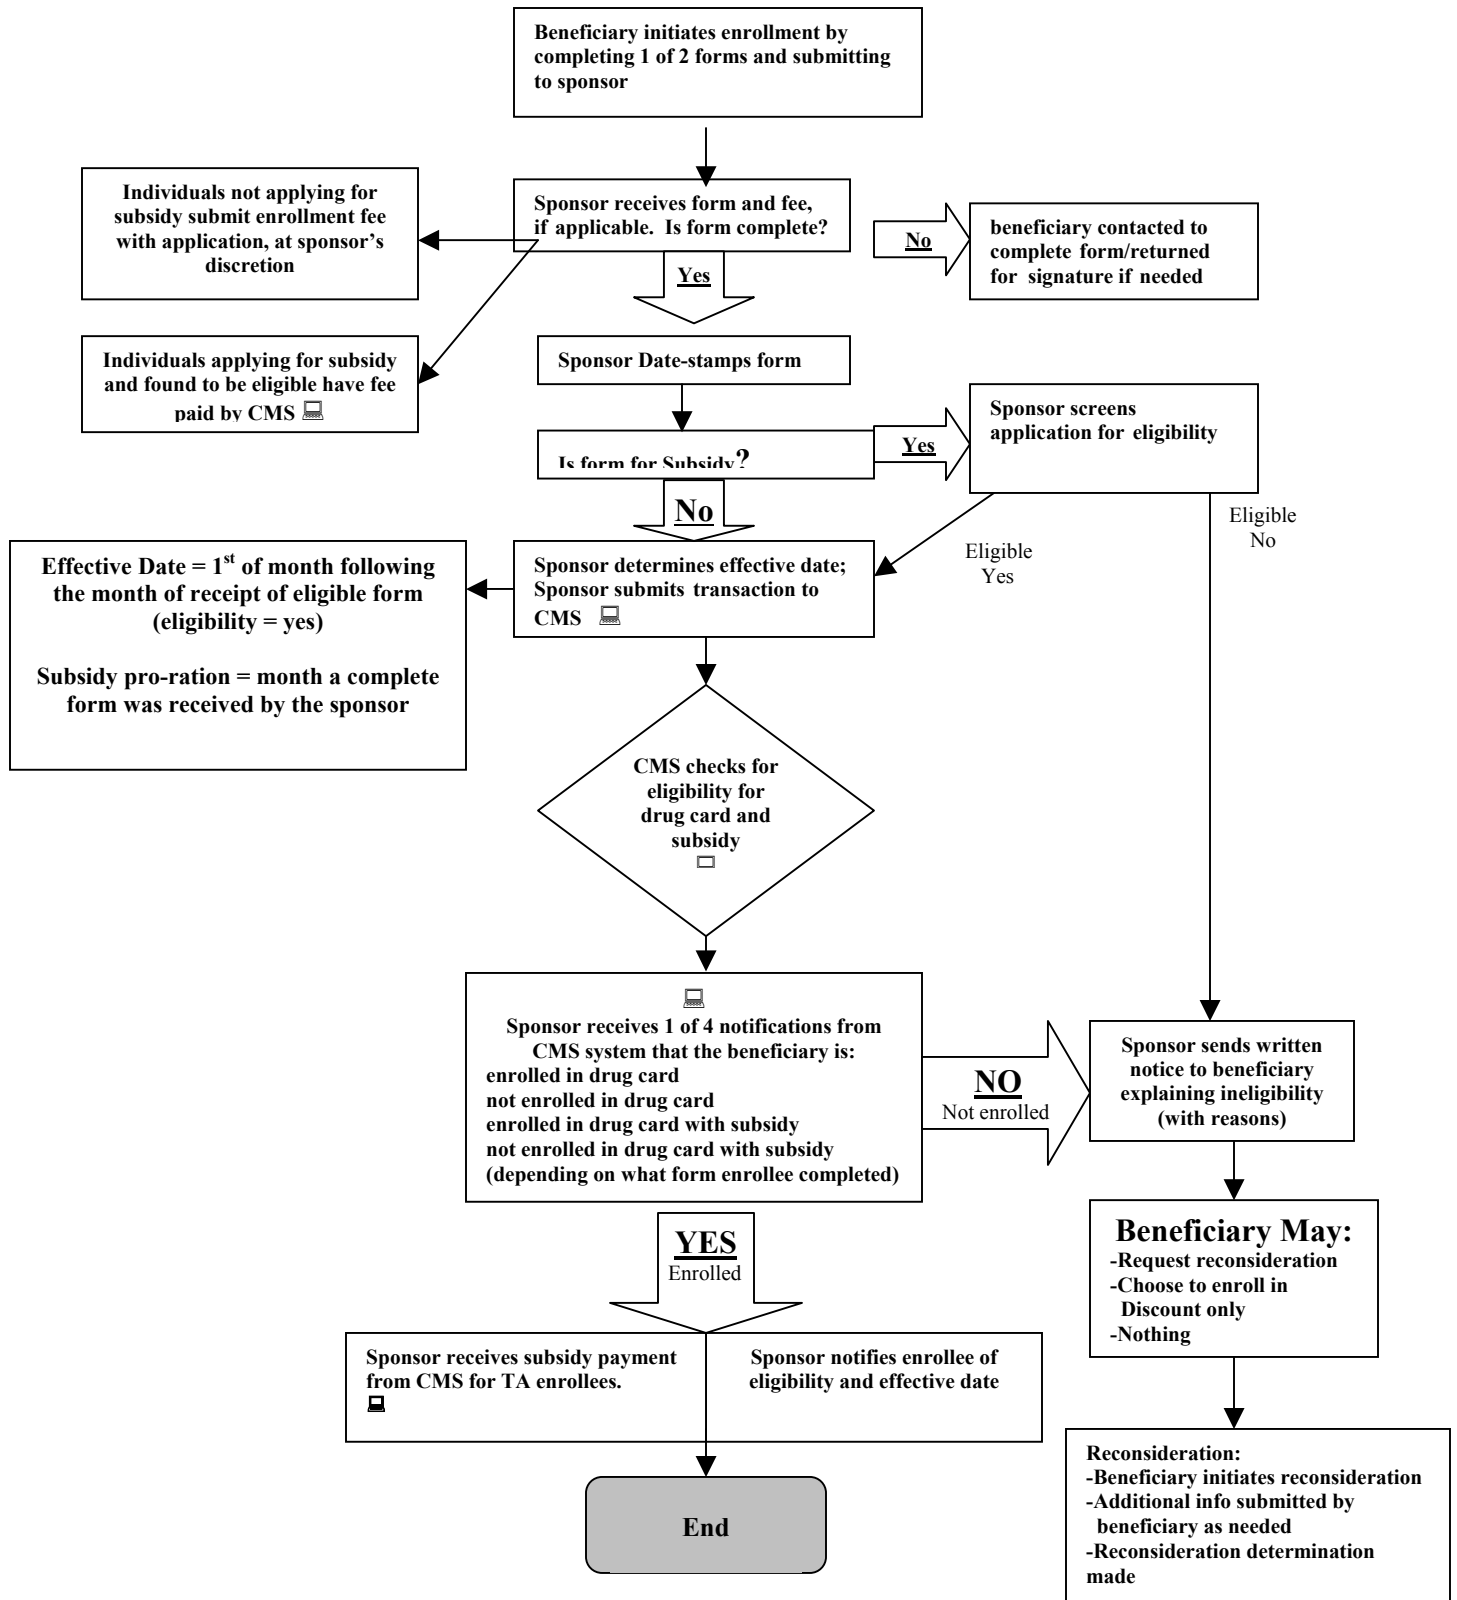 Beneficiary initiates enrollment by
completing 1 of 2 forms and submitting
to sponsor
Individuals not applying for
subsidy submit enrollment fee
with application, at sponsor’s
discretion
Sponsor receives form and fee,
if applicable. Is form complete?
No
beneficiary contacted to
complete form/returned
for signature if needed
Yes
Individuals applying for subsidy
and found to be eligible have fee
paid by CMS
Sponsor Date-stamps form
Is form for Subsidy?
Yes
Sponsor screens
application for eligibility
No
Eligible
No
Eligible
Yes
Effective Date = 1st of month following
the month of receipt of eligible form
(eligibility = yes)
Subsidy pro-ration = month a complete
form was received by the sponsor
Sponsor determines effective date;
Sponsor submits transaction to
CMS
CMS checks for
eligibility for
drug card and
subsidy
Sponsor receives 1 of 4 notifications from
CMS system that the beneficiary is:
enrolled in drug card
not enrolled in drug card
enrolled in drug card with subsidy
not enrolled in drug card with subsidy
(depending on what form enrollee completed)
NO
Not enrolled
Sponsor sends written
notice to beneficiary
explaining ineligibility
(with reasons)
YES
Enrolled
Beneficiary May:
-Request reconsideration
-Choose to enroll in
Discount only
-Nothing
Sponsor receives subsidy payment
from CMS for TA enrollees.
Sponsor notifies enrollee of
eligibility and effective date
Reconsideration:
-Beneficiary initiates reconsideration
-Additional info submitted by
beneficiary as needed
-Reconsideration determination
made
End